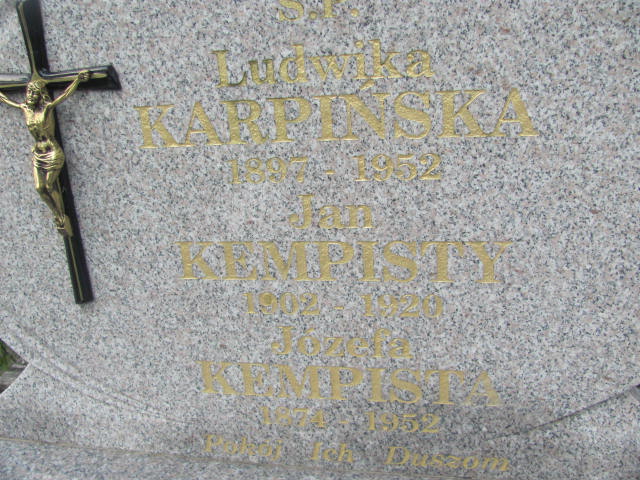 Ś.P.
Ludwika
KARPIŃSKA
1897 - 1952
Jan
KEMPISTY
1902 - 1920
Józefa
KEMPISTA
1874 - 1952
Pokój Ich Duszom